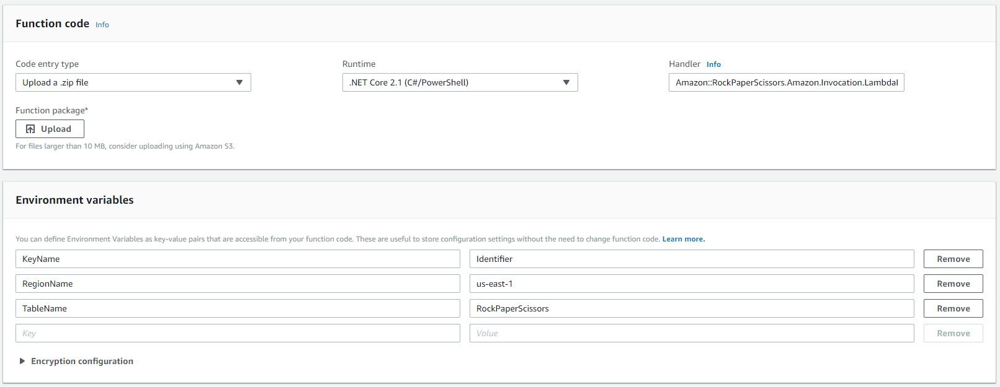 Function code Info
Code entry type
Runtime
Handler Info
Upload a .zip file
.NET Core 2.1 (C#/PowerShell)
Amazon::RockPaperScissors.Amazon.Invocation.Lambda
Function package*
Upload
For files larger than 10 MB, consider uploading using Amazon S3.
Environment variables
You can define Environment Variables as key-value pairs that are accessible from your function code. These are useful to store configuration settings without the need to change function code. Learn more.
KeyName Identifier Remove
RegionName us-east-1 Remove
TableName RockPaperScissors Remove
Key Value Remove
Encryption configuration